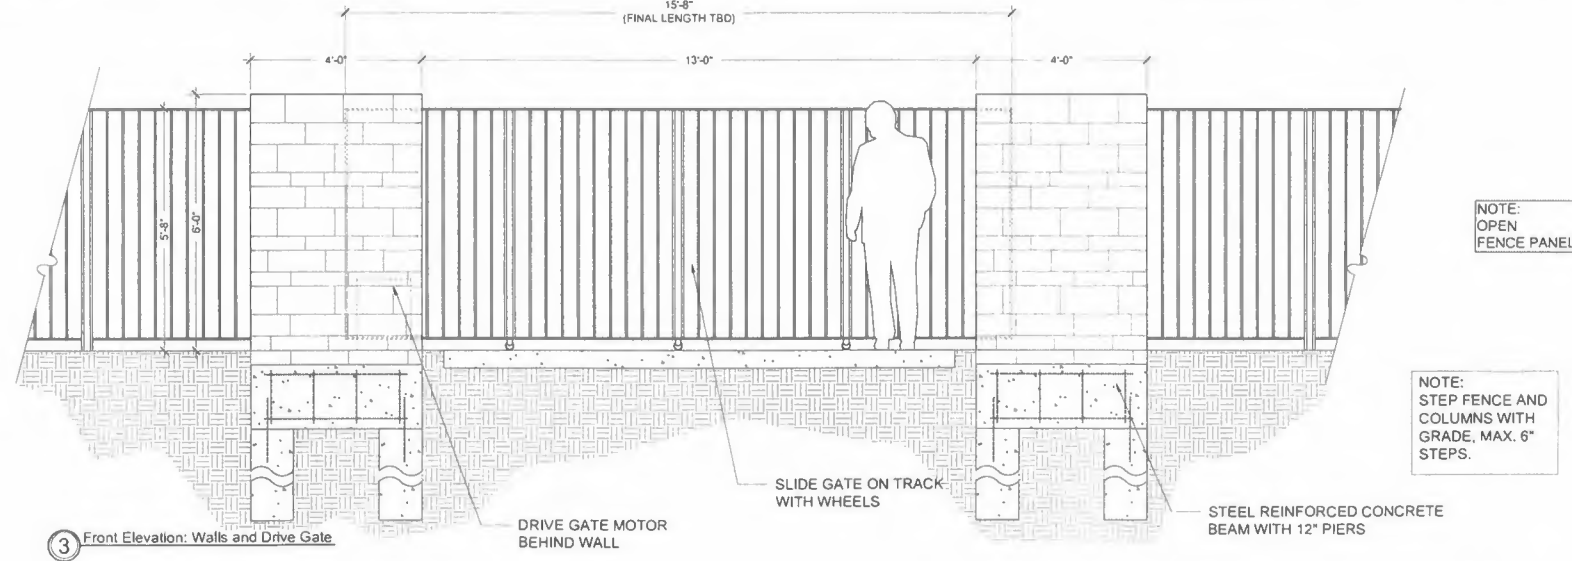 15'-8"
(FINAL LENGTH TBD)
4'-0"
13'-0"
4'-0"
5'-8"
6'-0"
NOTE:
OPEN
FENCE PANEL
NOTE:
STEP FENCE AND
COLUMNS WITH
GRADE, MAX. 6"
STEPS.
SLIDE GATE ON TRACK
WITH WHEELS
DRIVE GATE MOTOR
BEHIND WALL
STEEL REINFORCED CONCRETE
BEAM WITH 12" PIERS
3 Front Elevation: Walls and Drive Gate